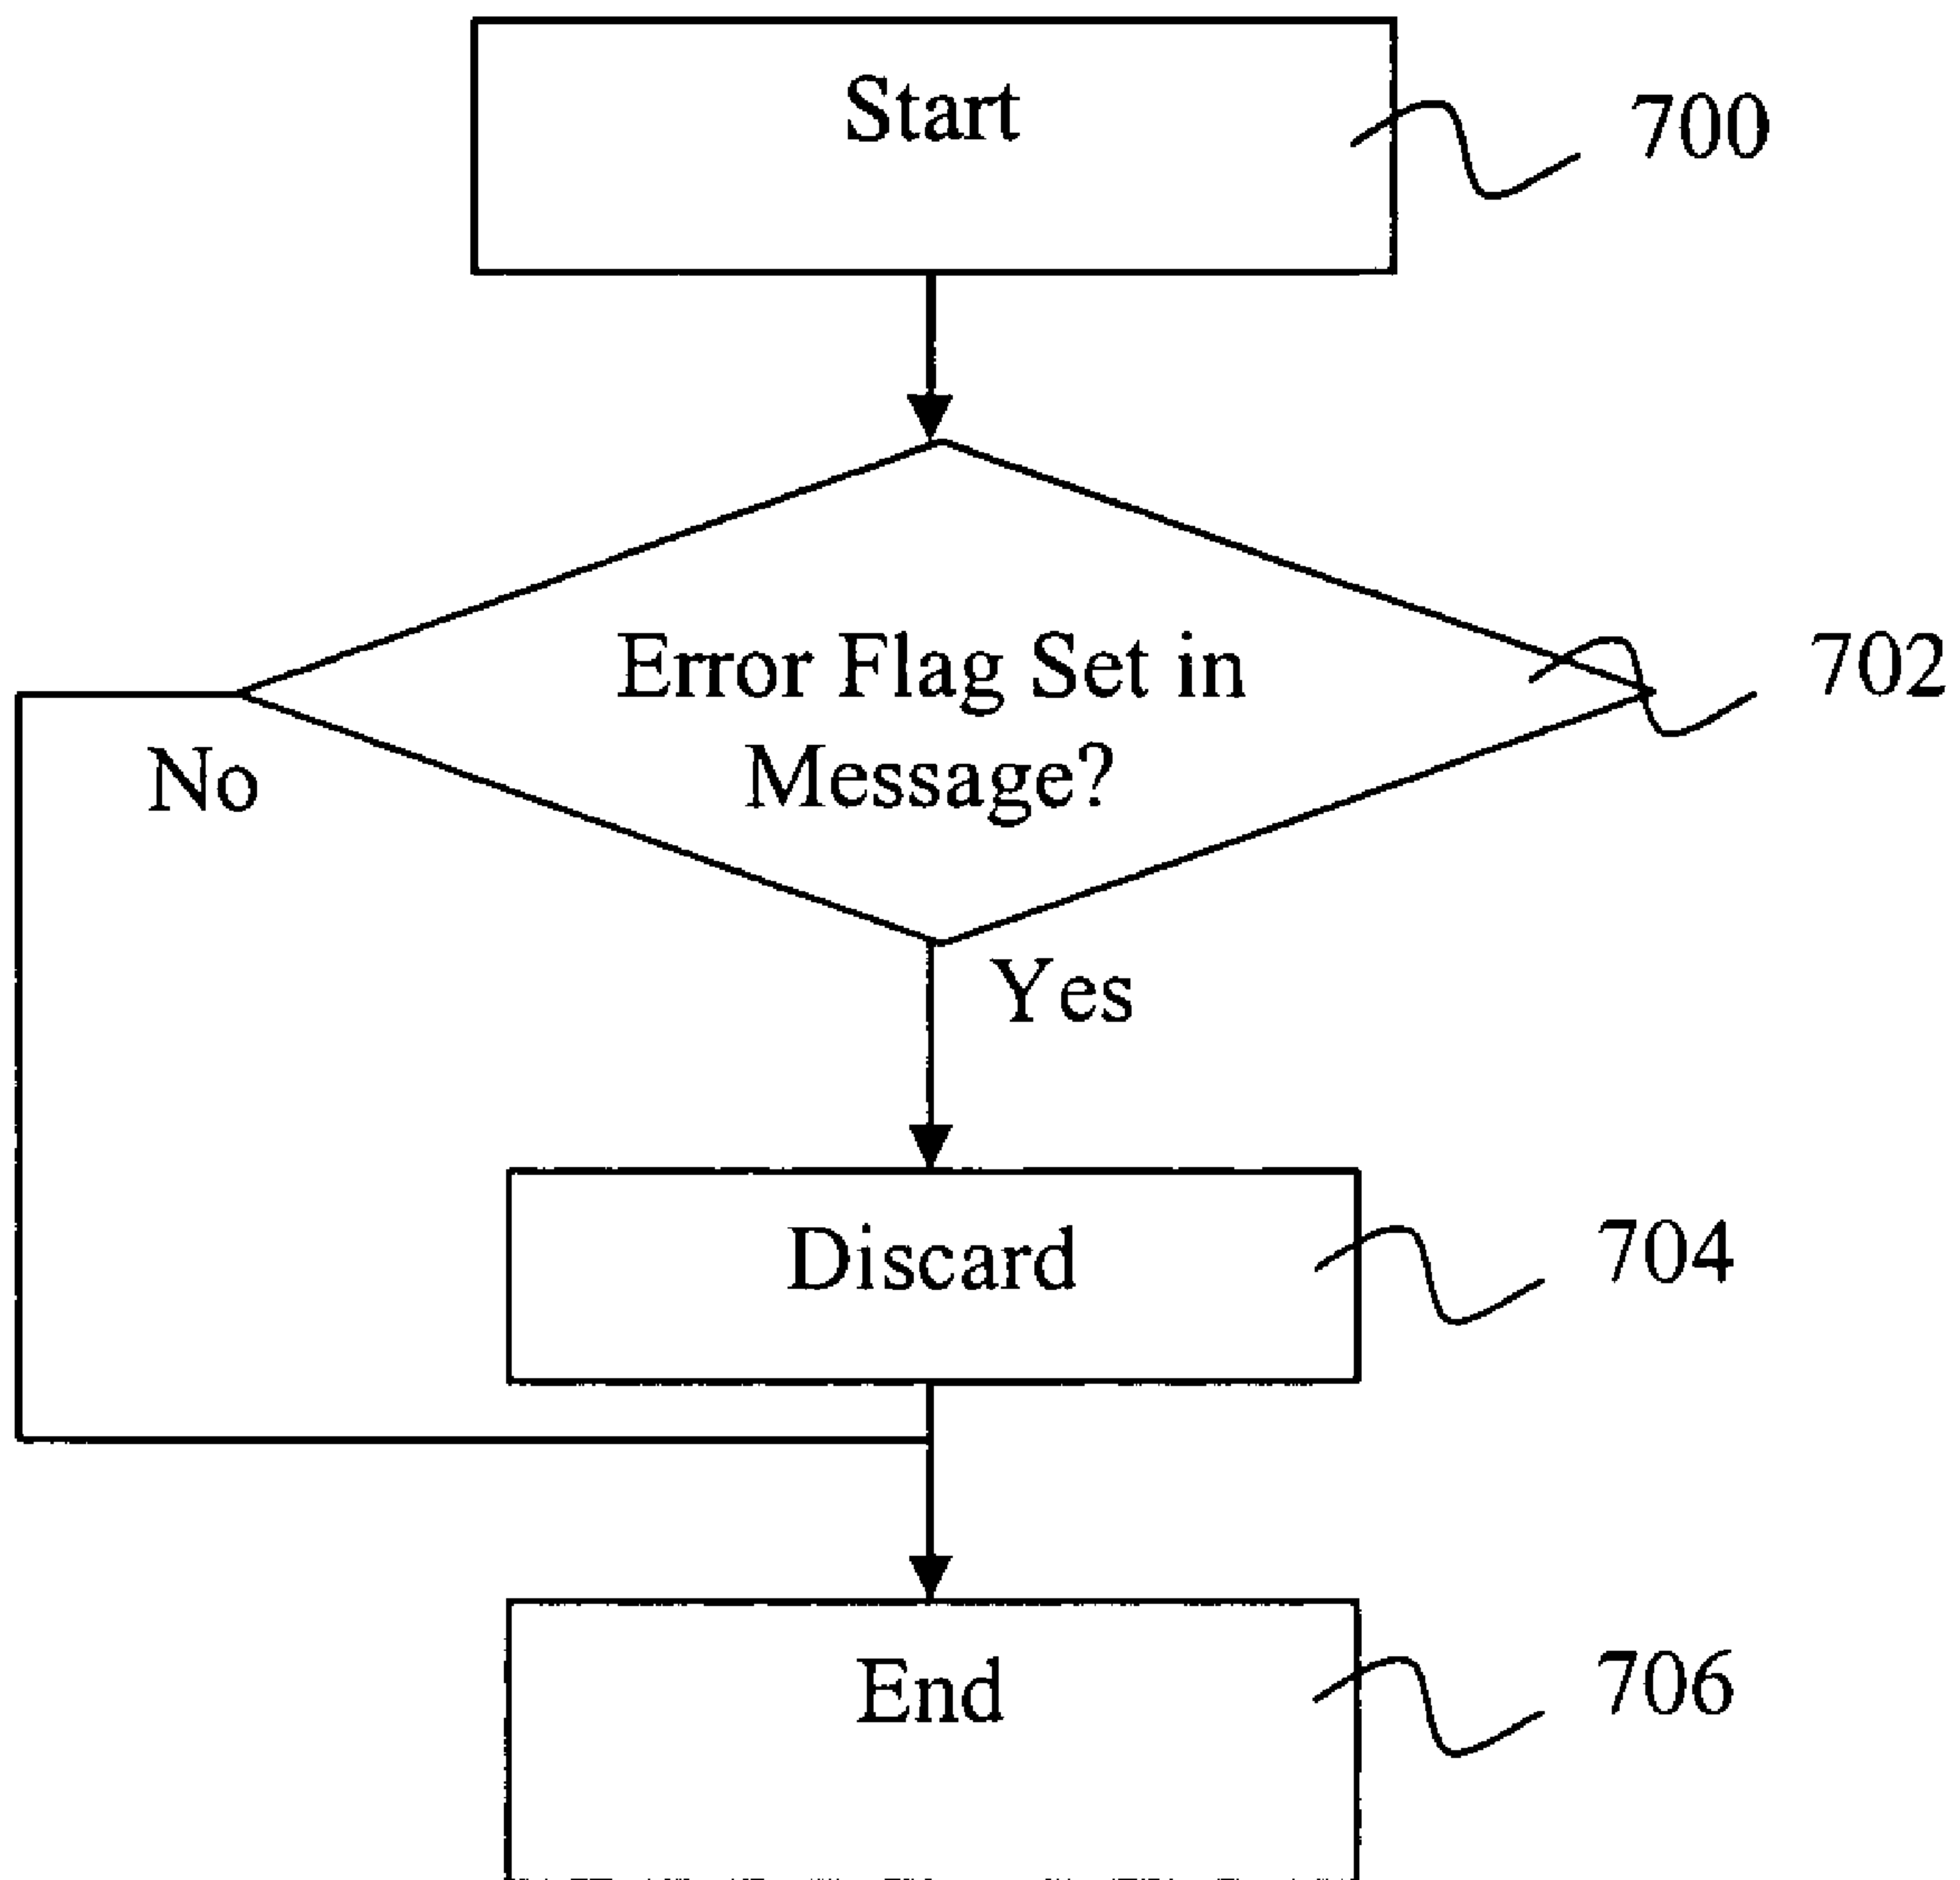 Start
700
Error Flag Set in
Message?
702
No
Yes
Discard
704
End
706